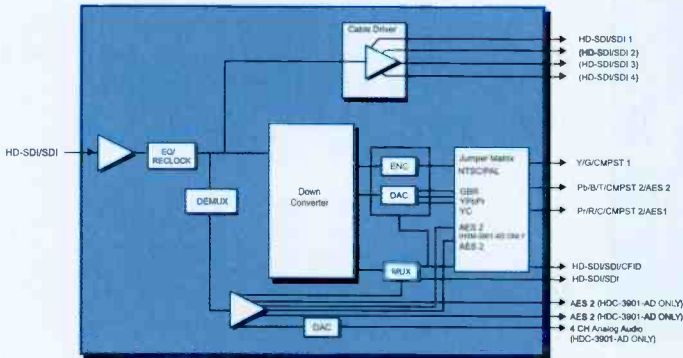 Cable Driver
HD-SDI/SDI 1
(HD-SDI/SDI 2)
(HD-SDI/SDI 3)
(HD-SDI/SDI 4)
HD-SDI/SDI
EQ/
RECLOCK
DEMUX
Down
Converter
ENC
DAC
MUX
DAC
Jumper Matrix
NTSC/PAL
GBR
YPbPr
YC
AES 2
AES 2
Y/G/CMPST 1
Pb/B/T/CMPST 2/AES 2
Pr/R/C/CMPST 2/AES1
HD-SDI/SDI/CFID
HD-SDI/SDI
AES 2 (HDC-3901-AD ONLY)
AES 2 (HDC-3901-AD ONLY)
4 CH Analog Audio
(HDC-3901-AD ONLY)